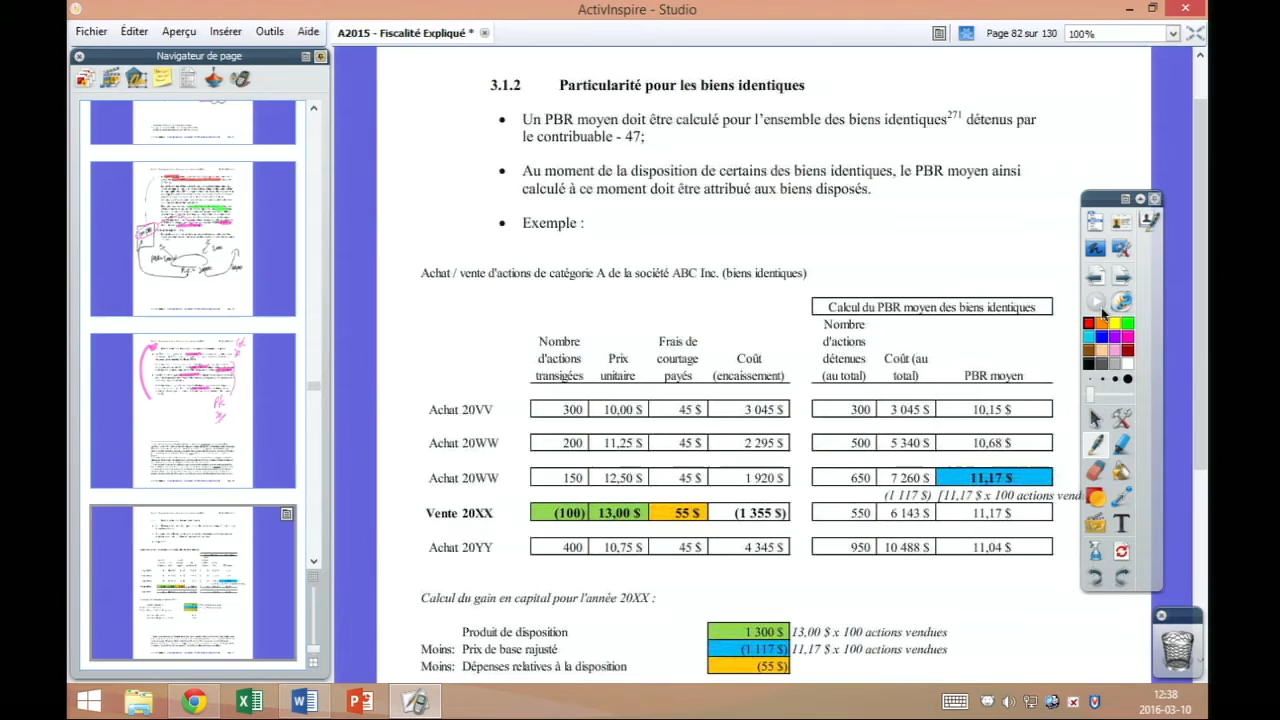 ActivInspire - Studio
Fichier Éditer Aperçu Insérer Outils Aide
A2015 - Fiscalité Expliqué *
Page 82 sur 130
100%
Navigateur de page
3.1.2 Particularité pour les biens identiques
• Un PBR moyen doit être calculé pour l'ensemble des biens identiques271 détenus par
le contribuable - 47;
• Au moment de la disposition de certains des biens identiques, le PBR moyen ainsi
calculé à ce moment doit être attribué aux biens disposés.
• Exemple :
Achat / vente d'actions de catégorie A de la société ABC Inc. (biens identiques)
Calcul du PBR moyen des biens identiques
Nombre
Nombre Frais de d'actions
d'actions Prix courtage Coût détenues Coût (au
transigées payés (encaissement) (au total) PBR moyen
Achat 20VV 300 10,00 $ 45 $ 3 045 $ 300 3 045 $ 10,15 $
Achat 20WW 200 11,25 $ 45 $ 2 295 $ 500 5 340 $ 10,68 $
Achat 20WW 150 12,50 $ 45 $ 1 920 $ 650 7 260 $ 11,17 $
(1 117 $) [11,17 $ x 100 actions vend
Vente 20XX (100) 13,00 $ 55 $ (1 355 $) 550 6 143 $ 11,17 $
Achat 20YY 400 10,75 $ 45 $ 4 345 $ 950 10 488 $ 11,04 $
Calcul du gain en capital pour l'année 20XX :
Produit de disposition 1 300 $ 13,00 $ x 100 actions vendues
Moins: Prix de base rajusté (1 117 $) 11,17 $ x 100 actions vendues
Moins: Dépenses relatives à la disposition (55 $)
12:38
2016-03-10